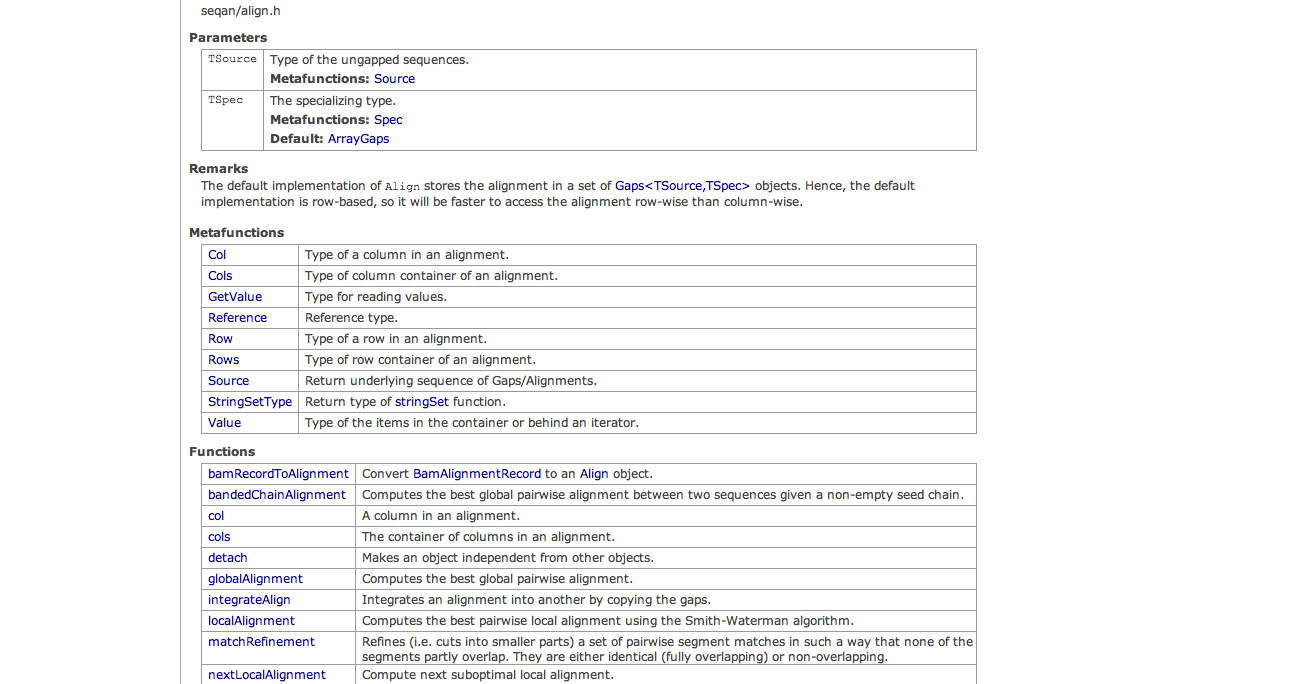 seqan/align.h
Parameters
TSource Type of the ungapped sequences.
Metafunctions: Source
TSpec The specializing type.
Metafunctions: Spec
Default: ArrayGaps
Remarks
The default implementation of Align stores the alignment in a set of Gaps<TSource,TSpec> objects. Hence, the default
implementation is row-based, so it will be faster to access the alignment row-wise than column-wise.
Metafunctions
Col Type of a column in an alignment.
Cols Type of column container of an alignment.
GetValue Type for reading values.
Reference Reference type.
Row Type of a row in an alignment.
Rows Type of row container of an alignment.
Source Return underlying sequence of Gaps/Alignments.
StringSetType Return type of stringSet function.
Value Type of the items in the container or behind an iterator.
Functions
bamRecordToAlignment Convert BamAlignmentRecord to an Align object.
bandedChainAlignment Computes the best global pairwise alignment between two sequences given a non-empty seed chain.
col A column in an alignment.
cols The container of columns in an alignment.
detach Makes an object independent from other objects.
globalAlignment Computes the best global pairwise alignment.
integrateAlign Integrates an alignment into another by copying the gaps.
localAlignment Computes the best pairwise local alignment using the Smith-Waterman algorithm.
matchRefinement Refines (i.e. cuts into smaller parts) a set of pairwise segment matches in such a way that none of the
segments partly overlap. They are either identical (fully overlapping) or non-overlapping.
nextLocalAlignment Compute next suboptimal local alignment.